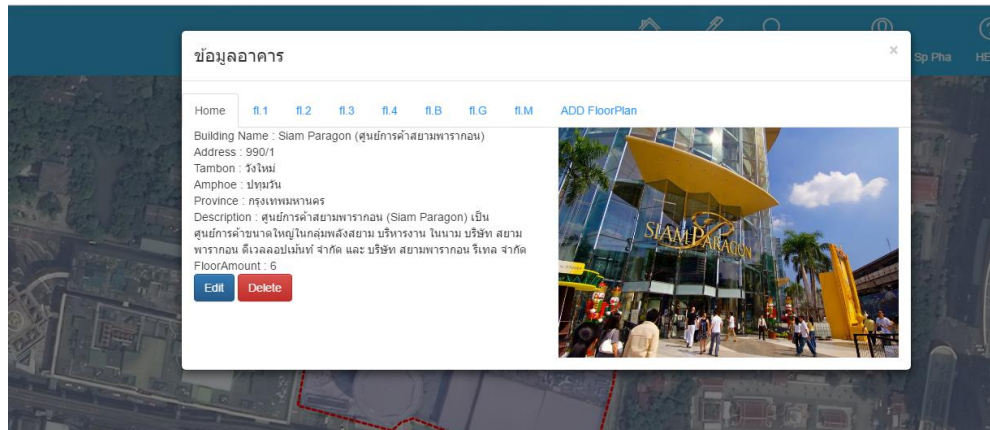 Sp Pha
HE
ข้อมูลอาคาร
×
Home fl.1 fl.2 fl.3 fl.4 fl.B fl.G fl.M ADD FloorPlan
Building Name : Siam Paragon (ศูนย์การค้าสยามพารากอน)
Address : 990/1
Tambon : วังใหม่
Amphoe : ปทุมวัน
Province : กรุงเทพมหานคร
Description : ศูนย์การค้าสยามพารากอน (Siam Paragon) เป็น
ศูนย์การค้าขนาดใหญ่ในกลุ่มพลังสยาม บริหารงาน ในนาม บริษัท สยาม
พารากอน ดีเวลลอปเม้นท์ จำกัด และ บริษัท สยามพารากอน รีเทล จำกัด
FloorAmount : 6
Edit Delete
SIAM PARAGON